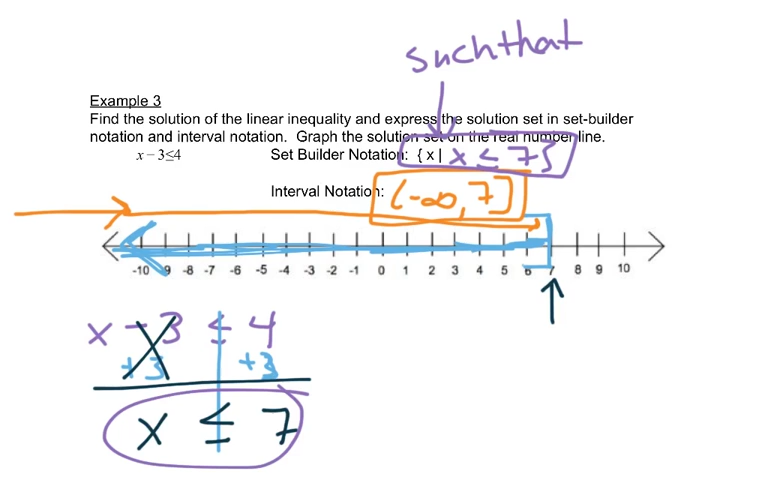 such that
Example 3
Find the solution of the linear inequality and express the solution set in set-builder
notation and interval notation. Graph the solution set on the real number line.
x − 3 ≤ 4 Set Builder Notation: { x | x ≤ 7}
Interval Notation: (-∞, 7]
-10 -9 -8 -7 -6 -5 -4 -3 -2 -1 0 1 2 3 4 5 6 7 8 9 10
x - 3 ≤ 4
+3 +3
x ≤ 7